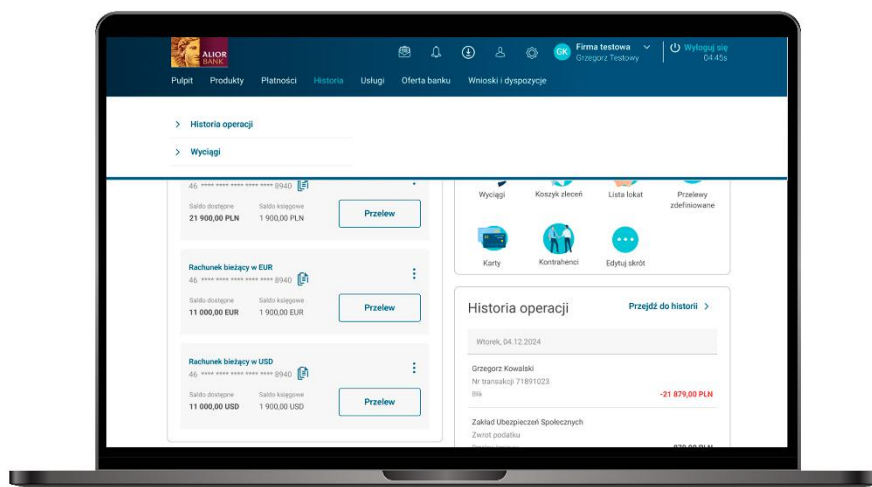 ALIOR
BANK
GK
Firma testowa
Grzegorz Testowy
Wyloguj się
04:45s
Pulpit Produkty Płatności Historia Usługi Oferta banku Wnioski i dyspozycje
Historia operacji
Wyciągi
46 **** **** **** **** **** 8940
Saldo dostępne Saldo księgowe
21 900,00 PLN 1 900,00 PLN
Przelew
Rachunek bieżący w EUR
46 **** **** **** **** **** 8940
Saldo dostępne Saldo księgowe
11 000,00 EUR 1 900,00 EUR
Przelew
Rachunek bieżący w USD
46 **** **** **** **** **** 8940
Saldo dostępne Saldo księgowe
11 000,00 USD 1 900,00 USD
Przelew
Wyciągi Koszyk zleceń Lista lokat Przelewy
zdefiniowane
Karty Kontrahenci Edytuj skrót
Historia operacji Przejdź do historii
Wtorek, 04.12.2024
Grzegorz Kowalski
Nr transakcji 71891023
Blik
-21 879,00 PLN
Zakład Ubezpieczeń Społecznych
Zwrot podatku